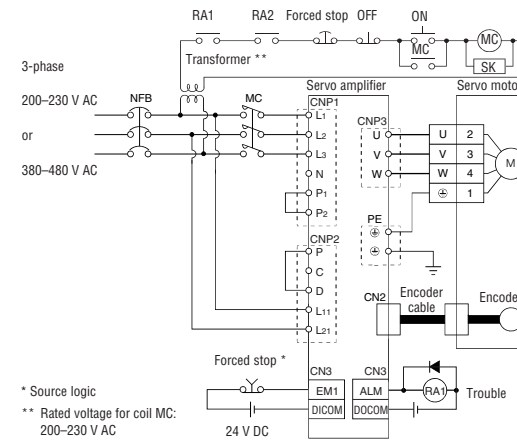 RA1 RA2 Forced stop OFF ON
MC
MC
SK
Transformer **
3-phase
200–230 V AC
or
380–480 V AC
NFB
MC
Servo amplifier
Servo moto
CNP1
L1
L2
L3
N
P1
P2
CNP3
U
V
W
U 2
V 3
W 4
1
M
PE
CNP2
P
C
D
L11
L21
CN2
Encoder
cable
Encode
Forced stop *
CN3
EM1
DICOM
CN3
ALM
DOCOM
RA1
Trouble
24 V DC
* Source logic
** Rated voltage for coil MC:
200–230 V AC